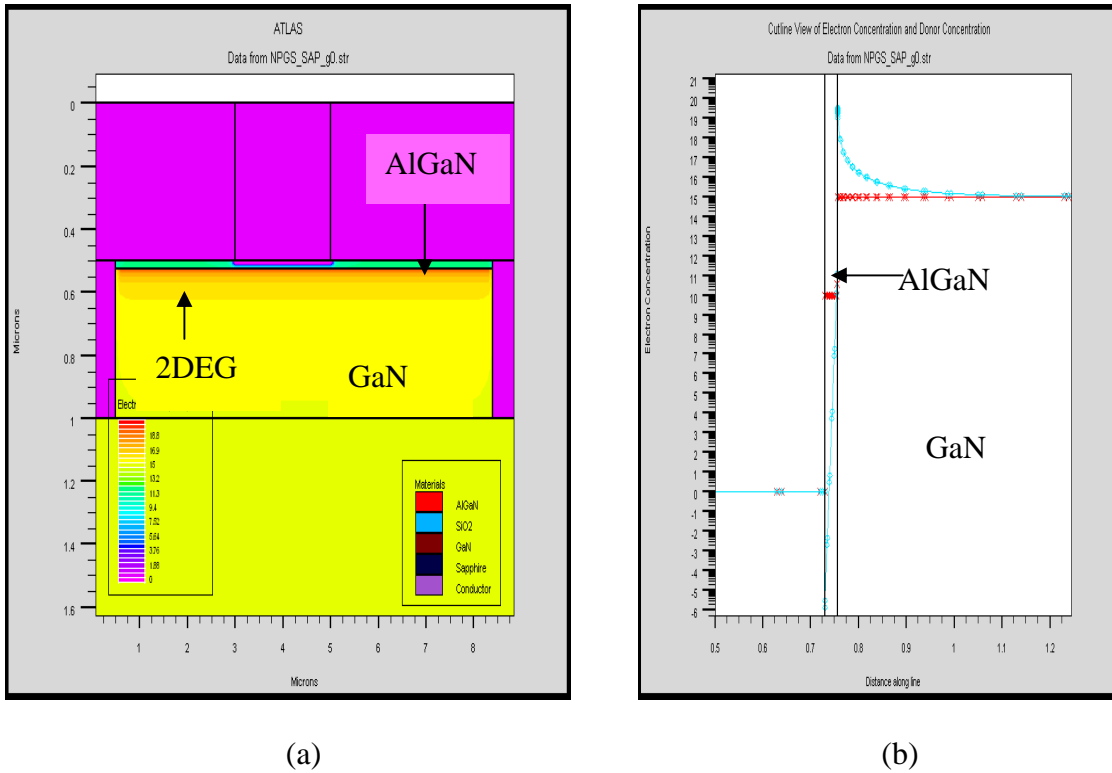 ATLAS
Data from NPGS_SAP_g0.str
0
0.2
0.4
0.6
0.8
1
1.2
1.4
1.6
Microns
AlGaN
2DEG
GaN
Electr
18.8
16.9
15
13.2
11.3
9.4
7.52
5.64
3.76
1.88
0
Materials
AlGaN
SiO2
GaN
Sapphire
Conductor
1 2 3 4 5 6 7 8
Microns
(a)
Cutline View of Electron Concentration and Donor Concentration
Data from NPGS_SAP_g0.str
21
20
19
18
17
16
15
14
13
12
11
10
9
8
7
6
5
4
3
2
1
0
-1
-2
-3
-4
-5
-6
Electron Concentration
AlGaN
GaN
0.5 0.6 0.7 0.8 0.9 1 1.1 1.2
Distance along line
(b)